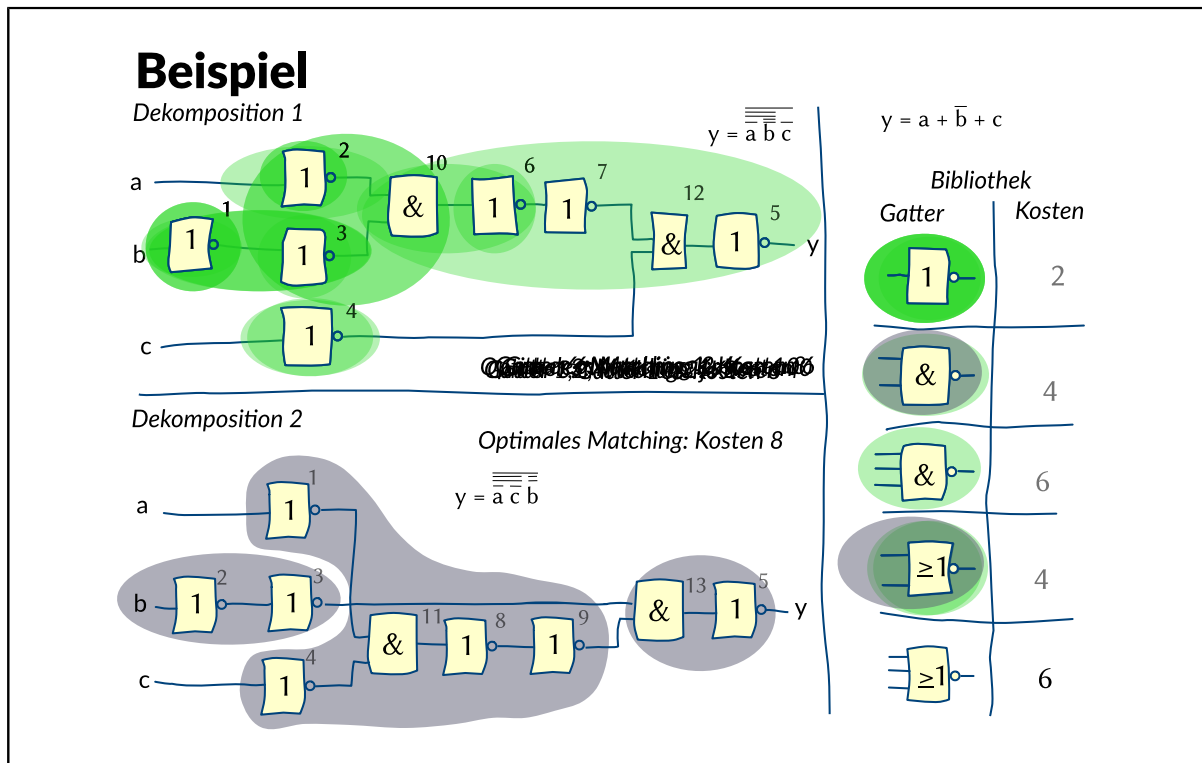 Beispiel
Dekomposition 1
y = a̅ b̅ c̅
y = a + b̅ + c
Bibliothek
Gatter Kosten
a
b
c
1 2
1 1
1 3
1 4
& 10
1 6
1 7
& 12
1 5
y
1 2
& 4
& 6
≥1 4
≥1 6
Dekomposition 2
Optimales Matching: Kosten 8
y = a̅ c̅ b̅
a
b
c
1 1
1 2
1 3
1 4
& 11
1 8
1 9
& 13
1 5
y